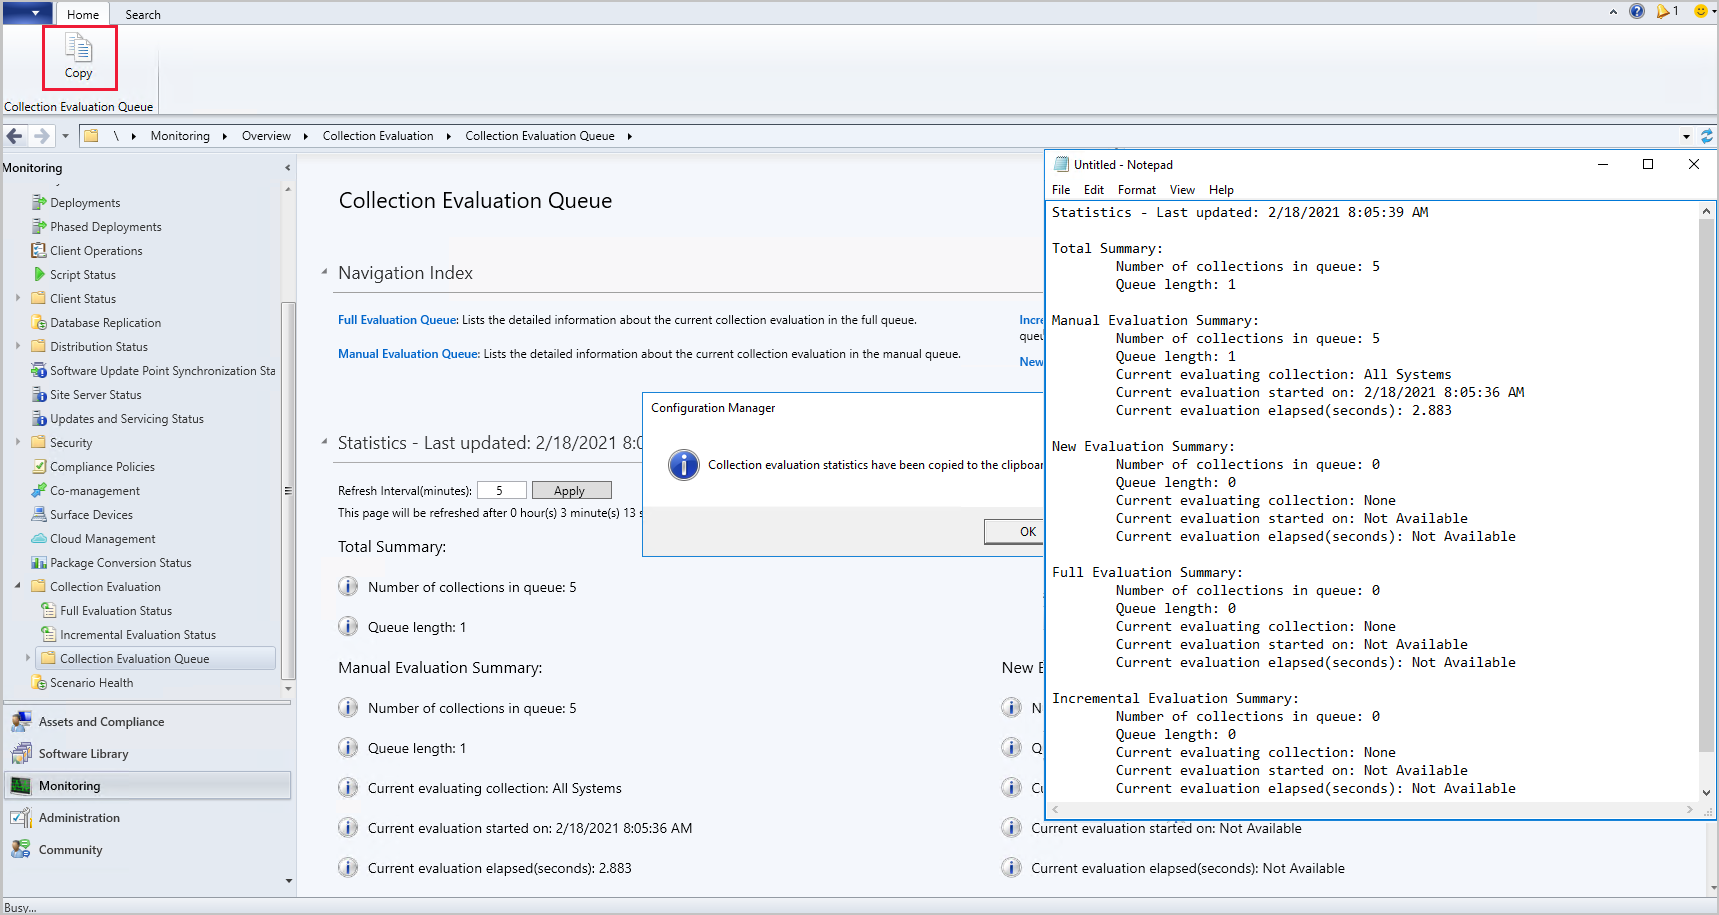 Home
Search
1
Copy
Collection Evaluation Queue
\ Monitoring Overview Collection Evaluation Collection Evaluation Queue
Monitoring
Deployments
Phased Deployments
Client Operations
Script Status
Client Status
Database Replication
Distribution Status
Software Update Point Synchronization Sta
Site Server Status
Updates and Servicing Status
Security
Compliance Policies
Co-management
Surface Devices
Cloud Management
Package Conversion Status
Collection Evaluation
Full Evaluation Status
Incremental Evaluation Status
Collection Evaluation Queue
Scenario Health
Assets and Compliance
Software Library
Monitoring
Administration
Community
Busy...
Collection Evaluation Queue
Navigation Index
Full Evaluation Queue: Lists the detailed information about the current collection evaluation in the full queue.
Manual Evaluation Queue: Lists the detailed information about the current collection evaluation in the manual queue.
Incre
queu
New
Statistics - Last updated: 2/18/2021 8:0
Refresh Interval(minutes): 5 Apply
This page will be refreshed after 0 hour(s) 3 minute(s) 13 s
Total Summary:
Number of collections in queue: 5
Queue length: 1
Manual Evaluation Summary:
Number of collections in queue: 5
Queue length: 1
Current evaluating collection: All Systems
Current evaluation started on: 2/18/2021 8:05:36 AM
Current evaluation elapsed(seconds): 2.883
New E
N
Q
Cu
Current evaluation started on: Not Available
Current evaluation elapsed(seconds): Not Available
Configuration Manager
Collection evaluation statistics have been copied to the clipboar
OK
Untitled - Notepad
File Edit Format View Help
Statistics - Last updated: 2/18/2021 8:05:39 AM
Total Summary:
Number of collections in queue: 5
Queue length: 1
Manual Evaluation Summary:
Number of collections in queue: 5
Queue length: 1
Current evaluating collection: All Systems
Current evaluation started on: 2/18/2021 8:05:36 AM
Current evaluation elapsed(seconds): 2.883
New Evaluation Summary:
Number of collections in queue: 0
Queue length: 0
Current evaluating collection: None
Current evaluation started on: Not Available
Current evaluation elapsed(seconds): Not Available
Full Evaluation Summary:
Number of collections in queue: 0
Queue length: 0
Current evaluating collection: None
Current evaluation started on: Not Available
Current evaluation elapsed(seconds): Not Available
Incremental Evaluation Summary:
Number of collections in queue: 0
Queue length: 0
Current evaluating collection: None
Current evaluation started on: Not Available
Current evaluation elapsed(seconds): Not Available